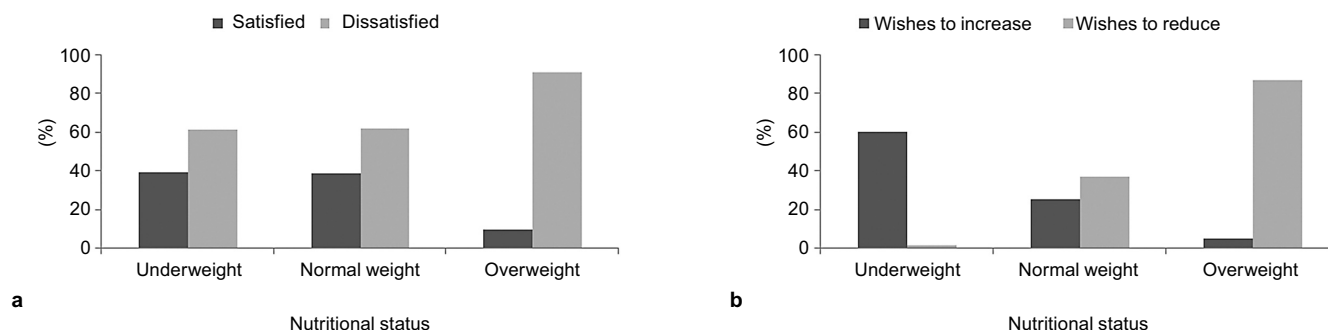 Satisfied Dissatisfied
100
80
60
40
20
0
(%)
Underweight Normal weight Overweight
a
Nutritional status
Wishes to increase Wishes to reduce
100
80
60
40
20
0
(%)
Underweight Normal weight Overweight
b
Nutritional status